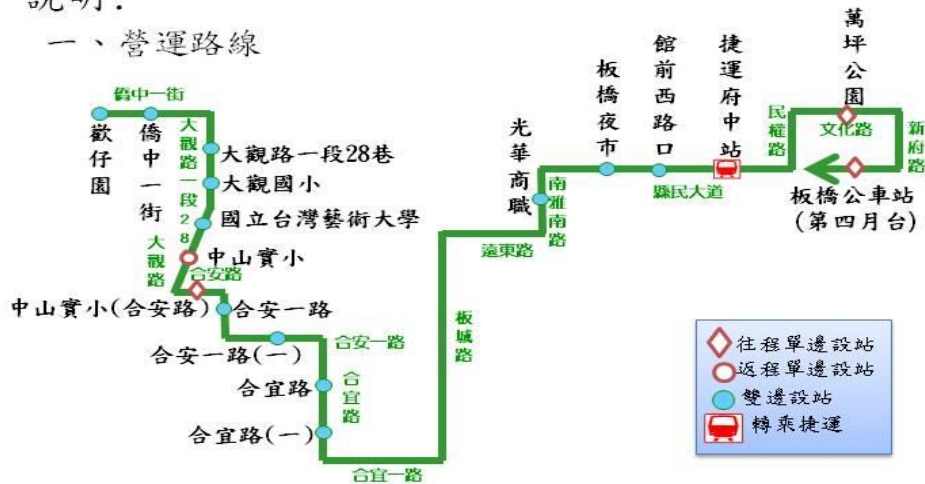 說明:
一、營運路線
僑中一街
歡仔園
僑中一街
大觀路一段28
大觀路一段28巷
大觀國小
國立台灣藝術大學
大觀路
中山實小
合安路
中山實小(合安路)
合安一路
合安一路(一)
合安一路
合宜路
合宜路
合宜路(一)
合宜一路
板城路
遠東路
南雅南路
光華商職
板橋夜市
館前西路口
縣民大道
捷運府中站
民權路
萬坪公園
文化路
新府路
板橋公車站
(第四月台)
往程單邊設站
返程單邊設站
雙邊設站
轉乘捷運